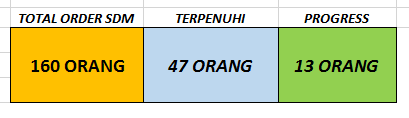 TOTAL ORDER SDM TERPENUHI PROGRESS
160 ORANG 47 ORANG 13 ORANG